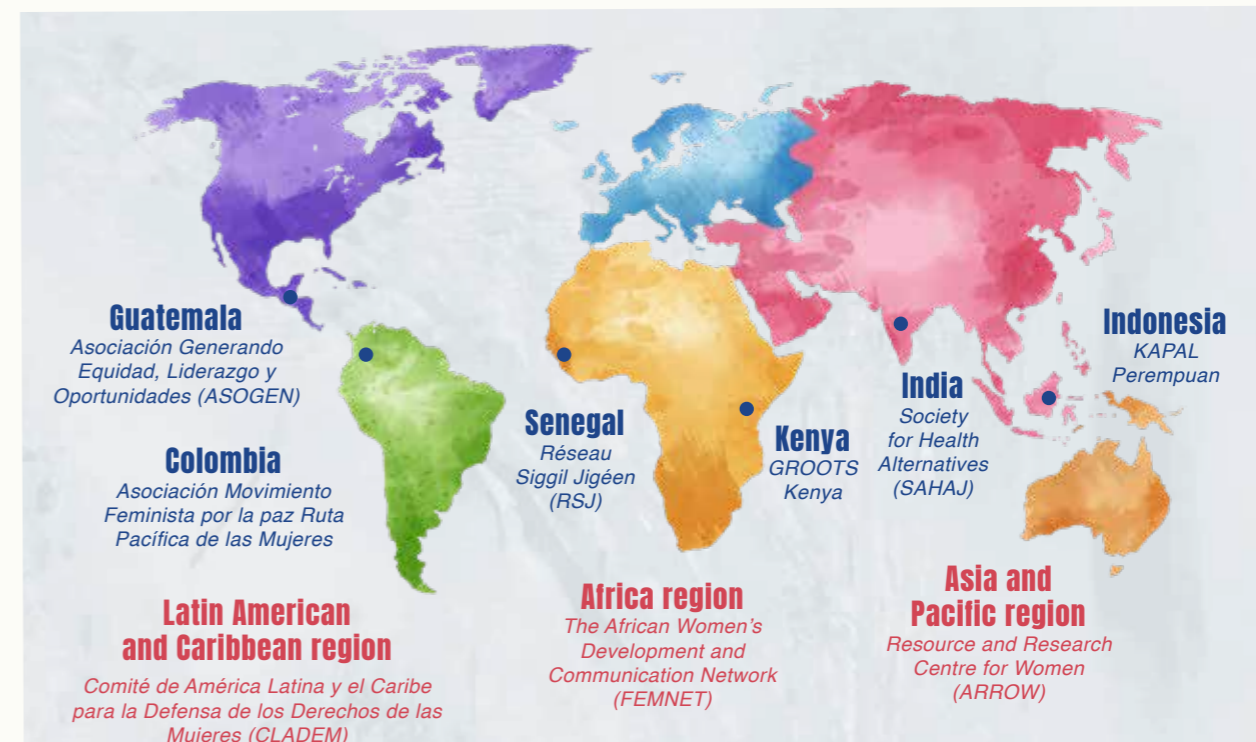 Guatemala
Asociación Generando
Equidad, Liderazgo y
Oportunidades (ASOGEN)
Colombia
Asociación Movimiento
Feminista por la paz Ruta
Pacífica de las Mujeres
Senegal
Réseau
Siggil Jigéen
(RSJ)
Kenya
GROOTS
Kenya
India
Society
for Health
Alternatives
(SAHAJ)
Indonesia
KAPAL
Perempuan
Latin American
and Caribbean region
Comité de América Latina y el Caribe
para la Defensa de los Derechos de las
Mujeres (CLADEM)
Africa region
The African Women's
Development and
Communication Network
(FEMNET)
Asia and
Pacific region
Resource and Research
Centre for Women
(ARROW)